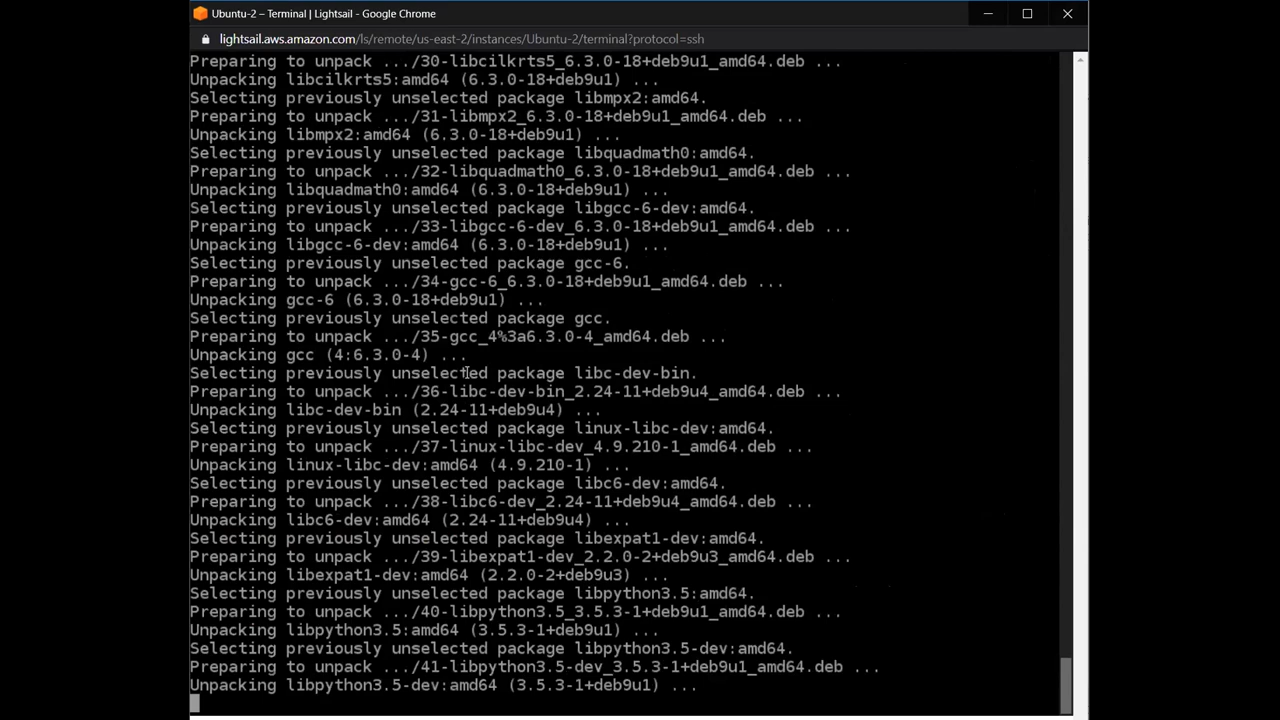 Ubuntu-2 – Terminal | Lightsail - Google Chrome
lightsail.aws.amazon.com/ls/remote/us-east-2/instances/Ubuntu-2/terminal?protocol=ssh
Preparing to unpack .../30-libcilkrts5_6.3.0-18+deb9u1_amd64.deb ...
Unpacking libcilkrts5:amd64 (6.3.0-18+deb9u1) ...
Selecting previously unselected package libmpx2:amd64.
Preparing to unpack .../31-libmpx2_6.3.0-18+deb9u1_amd64.deb ...
Unpacking libmpx2:amd64 (6.3.0-18+deb9u1) ...
Selecting previously unselected package libquadmath0:amd64.
Preparing to unpack .../32-libquadmath0_6.3.0-18+deb9u1_amd64.deb ...
Unpacking libquadmath0:amd64 (6.3.0-18+deb9u1) ...
Selecting previously unselected package libgcc-6-dev:amd64.
Preparing to unpack .../33-libgcc-6-dev_6.3.0-18+deb9u1_amd64.deb ...
Unpacking libgcc-6-dev:amd64 (6.3.0-18+deb9u1) ...
Selecting previously unselected package gcc-6.
Preparing to unpack .../34-gcc-6_6.3.0-18+deb9u1_amd64.deb ...
Unpacking gcc-6 (6.3.0-18+deb9u1) ...
Selecting previously unselected package gcc.
Preparing to unpack .../35-gcc_4%3a6.3.0-4_amd64.deb ...
Unpacking gcc (4:6.3.0-4) ...
Selecting previously unselected package libc-dev-bin.
Preparing to unpack .../36-libc-dev-bin_2.24-11+deb9u4_amd64.deb ...
Unpacking libc-dev-bin (2.24-11+deb9u4) ...
Selecting previously unselected package linux-libc-dev:amd64.
Preparing to unpack .../37-linux-libc-dev_4.9.210-1_amd64.deb ...
Unpacking linux-libc-dev:amd64 (4.9.210-1) ...
Selecting previously unselected package libc6-dev:amd64.
Preparing to unpack .../38-libc6-dev_2.24-11+deb9u4_amd64.deb ...
Unpacking libc6-dev:amd64 (2.24-11+deb9u4) ...
Selecting previously unselected package libexpat1-dev:amd64.
Preparing to unpack .../39-libexpat1-dev_2.2.0-2+deb9u3_amd64.deb ...
Unpacking libexpat1-dev:amd64 (2.2.0-2+deb9u3) ...
Selecting previously unselected package libpython3.5:amd64.
Preparing to unpack .../40-libpython3.5_3.5.3-1+deb9u1_amd64.deb ...
Unpacking libpython3.5:amd64 (3.5.3-1+deb9u1) ...
Selecting previously unselected package libpython3.5-dev:amd64.
Preparing to unpack .../41-libpython3.5-dev_3.5.3-1+deb9u1_amd64.deb ...
Unpacking libpython3.5-dev:amd64 (3.5.3-1+deb9u1) ...